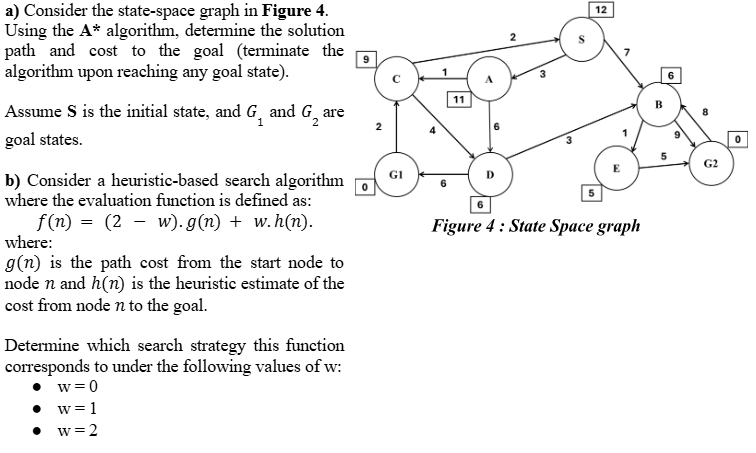 a) Consider the state-space graph in Figure 4.
Using the A* algorithm, determine the solution
path and cost to the goal (terminate the
algorithm upon reaching any goal state).
Assume S is the initial state, and G1 and G2 are
goal states.
b) Consider a heuristic-based search algorithm
where the evaluation function is defined as:
f(n) = (2 − w). g(n) + w. h(n).
where:
g(n) is the path cost from the start node to
node n and h(n) is the heuristic estimate of the
cost from node n to the goal.
Determine which search strategy this function
corresponds to under the following values of w:
● w = 0
● w = 1
● w = 2
12
2
S
9
7
C
1
A
3
6
11
B
8
2
4
6
3
1
9
0
G1
D
E
5
G2
0
6
6
5
Figure 4 : State Space graph